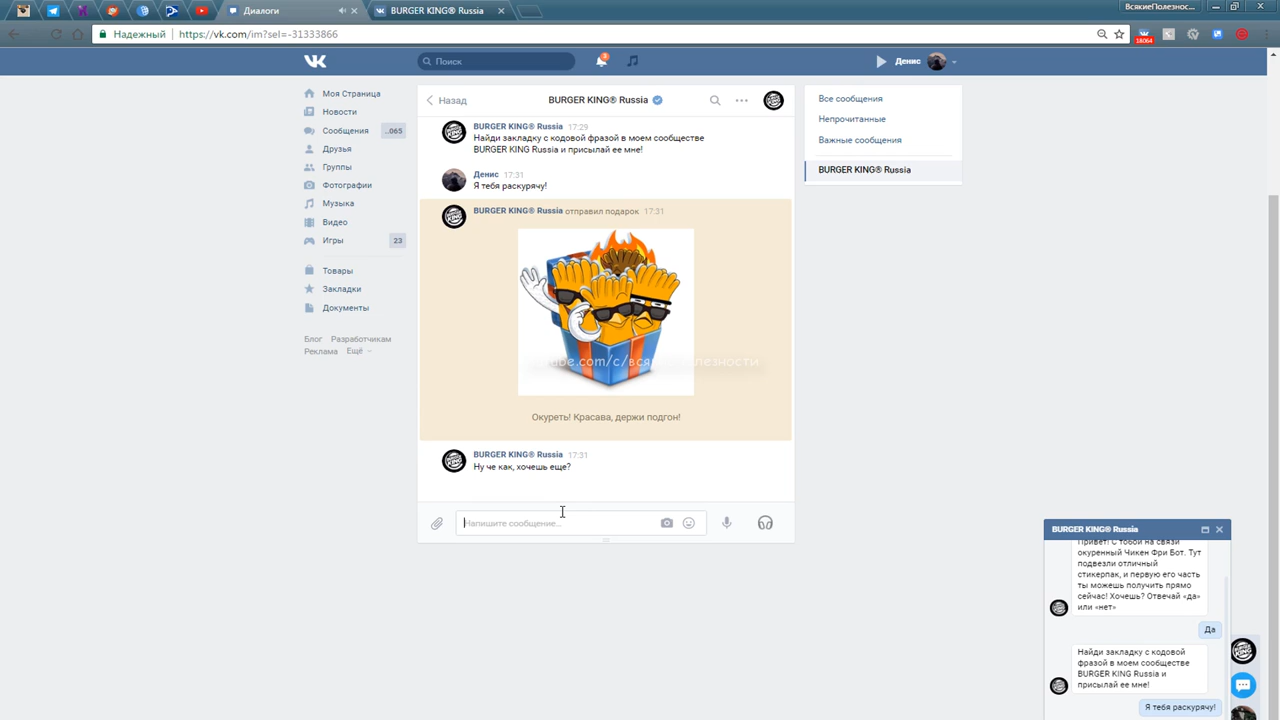 Диалоги
BURGER KING® Russia
ВсякиеПолезнос...
Надежный
https://vk.com/im?sel=-31333866
18064
Поиск
Денис
Моя Страница
Новости
Сообщения
..065
Друзья
Группы
Фотографии
Музыка
Видео
Игры
23
Товары
Закладки
Документы
Блог Разработчикам
Реклама Ещё
Назад
BURGER KING® Russia
BURGER KING® Russia 17:29
Найди закладку с кодовой фразой в моем сообществе
BURGER KING Russia и присылай ее мне!
Денис 17:31
Я тебя раскурячу!
BURGER KING® Russia отправил подарок 17:31
Окуреть! Красава, держи подгон!
BURGER KING® Russia 17:31
Ну че как, хочешь еще?
Напишите сообщение...
Все сообщения
Непрочитанные
Важные сообщения
BURGER KING® Russia
BURGER KING® Russia
Привет! С тобой на связи
окуренный Чикен Фри Бот. Тут
подвезли отличный
стикерпак, и первую его часть
ты можешь получить прямо
сейчас! Хочешь? Отвечай «да»
или «нет»
Да
Найди закладку с кодовой
фразой в моем сообществе
BURGER KING Russia и
присылай ее мне!
Я тебя раскурячу!